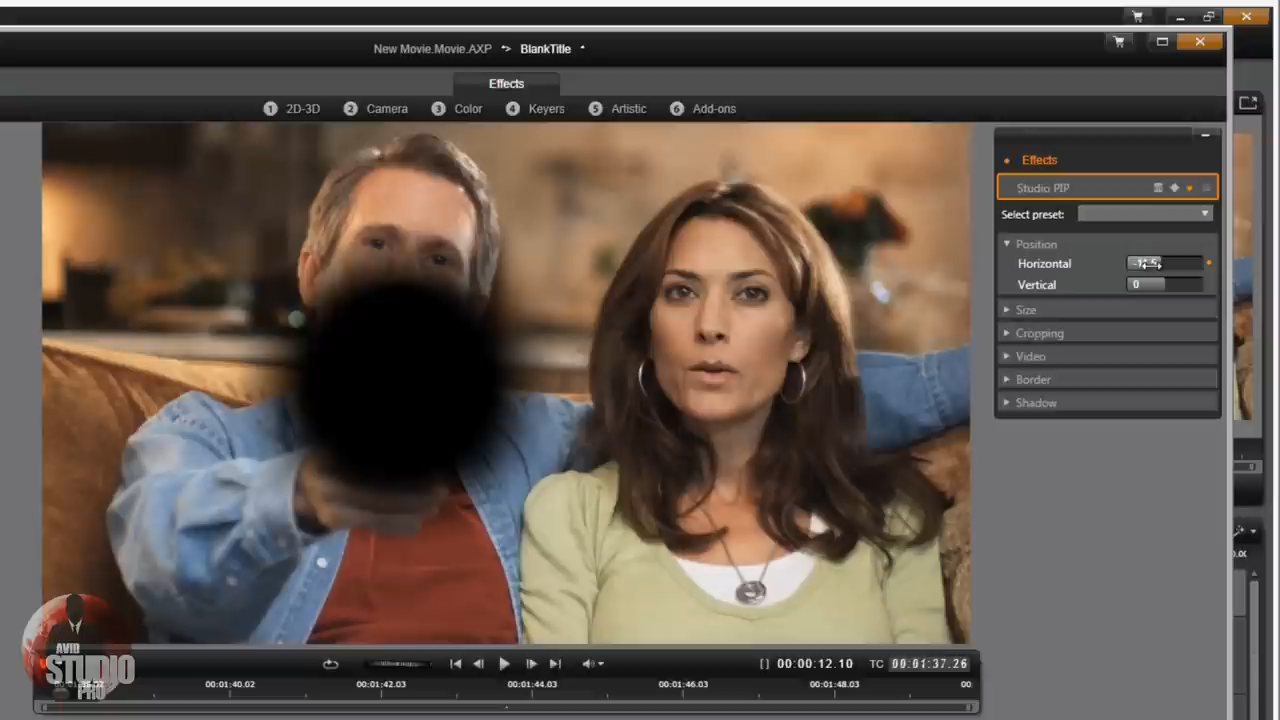 New Movie.Movie.AXP BlankTitle
Effects
1 2D-3D 2 Camera 3 Color 4 Keyers 5 Artistic 6 Add-ons
Effects
Studio PIP
Select preset:
Position
Horizontal
Vertical 0
Size
Cropping
Video
Border
Shadow
AVID
STUDIO
PRO
[ ] 00:00:12.10 TC 00:01:37.26
00:01:40.02 00:01:42.03 00:01:44.03 00:01:46.03 00:01:48.03 00: